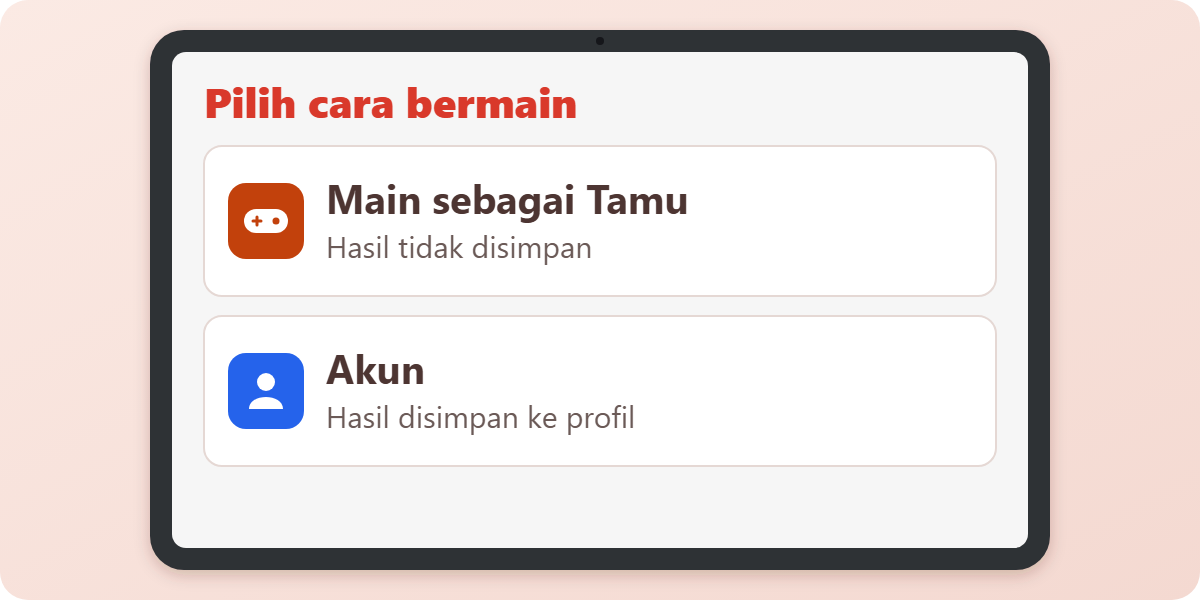 Pilih cara bermain
Main sebagai Tamu
Hasil tidak disimpan
Akun
Hasil disimpan ke profil